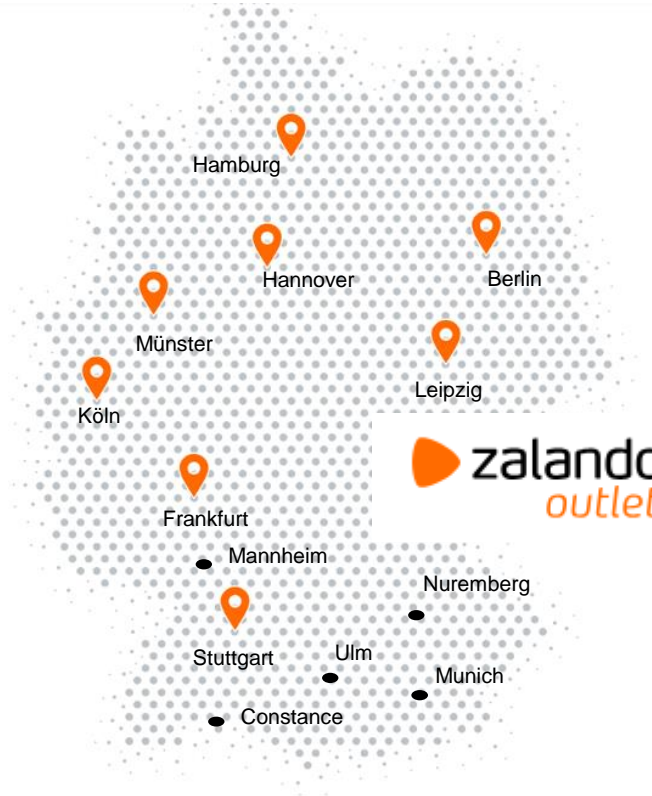 Hamburg
Hannover
Berlin
Münster
Leipzig
Köln
zalando
outlet
Frankfurt
Mannheim
Nuremberg
Stuttgart
Ulm
Munich
Constance